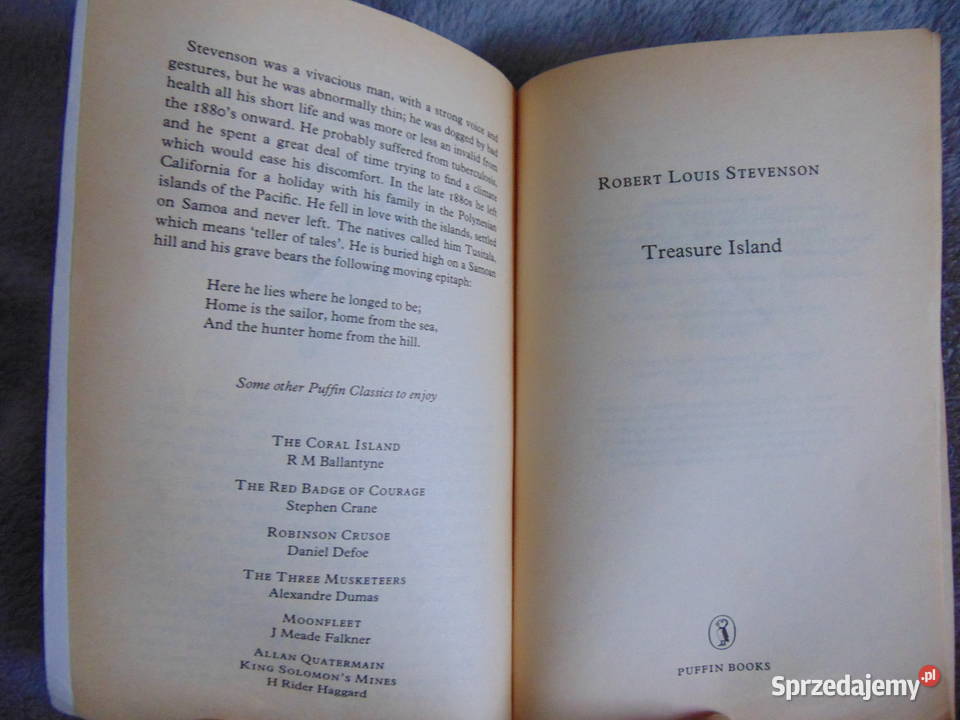 Stevenson was a vivacious man, with a strong voice and
gestures, but he was abnormally thin; he was dogged by bad
health all his short life and was more or less an invalid from
the 1880's onward. He probably suffered from tuberculosis,
and he spent a great deal of time trying to find a climate
which would ease his discomfort. In the late 1880s he left
California for a holiday with his family in the Polynesian
islands of the Pacific. He fell in love with the islands, settled
on Samoa and never left. The natives called him Tusitala,
which means 'teller of tales'. He is buried high on a Samoan
hill and his grave bears the following moving epitaph:
Here he lies where he longed to be;
Home is the sailor, home from the sea,
And the hunter home from the hill.
Some other Puffin Classics to enjoy
THE CORAL ISLAND
R M Ballantyne
THE RED BADGE OF COURAGE
Stephen Crane
ROBINSON CRUSOE
Daniel Defoe
THE THREE MUSKETEERS
Alexandre Dumas
MOONFLEET
J Meade Falkner
ALLAN QUATERMAIN
KING SOLOMON'S MINES
H Rider Haggard
ROBERT LOUIS STEVENSON
Treasure Island
PUFFIN BOOKS
Sprzedajemy.pl